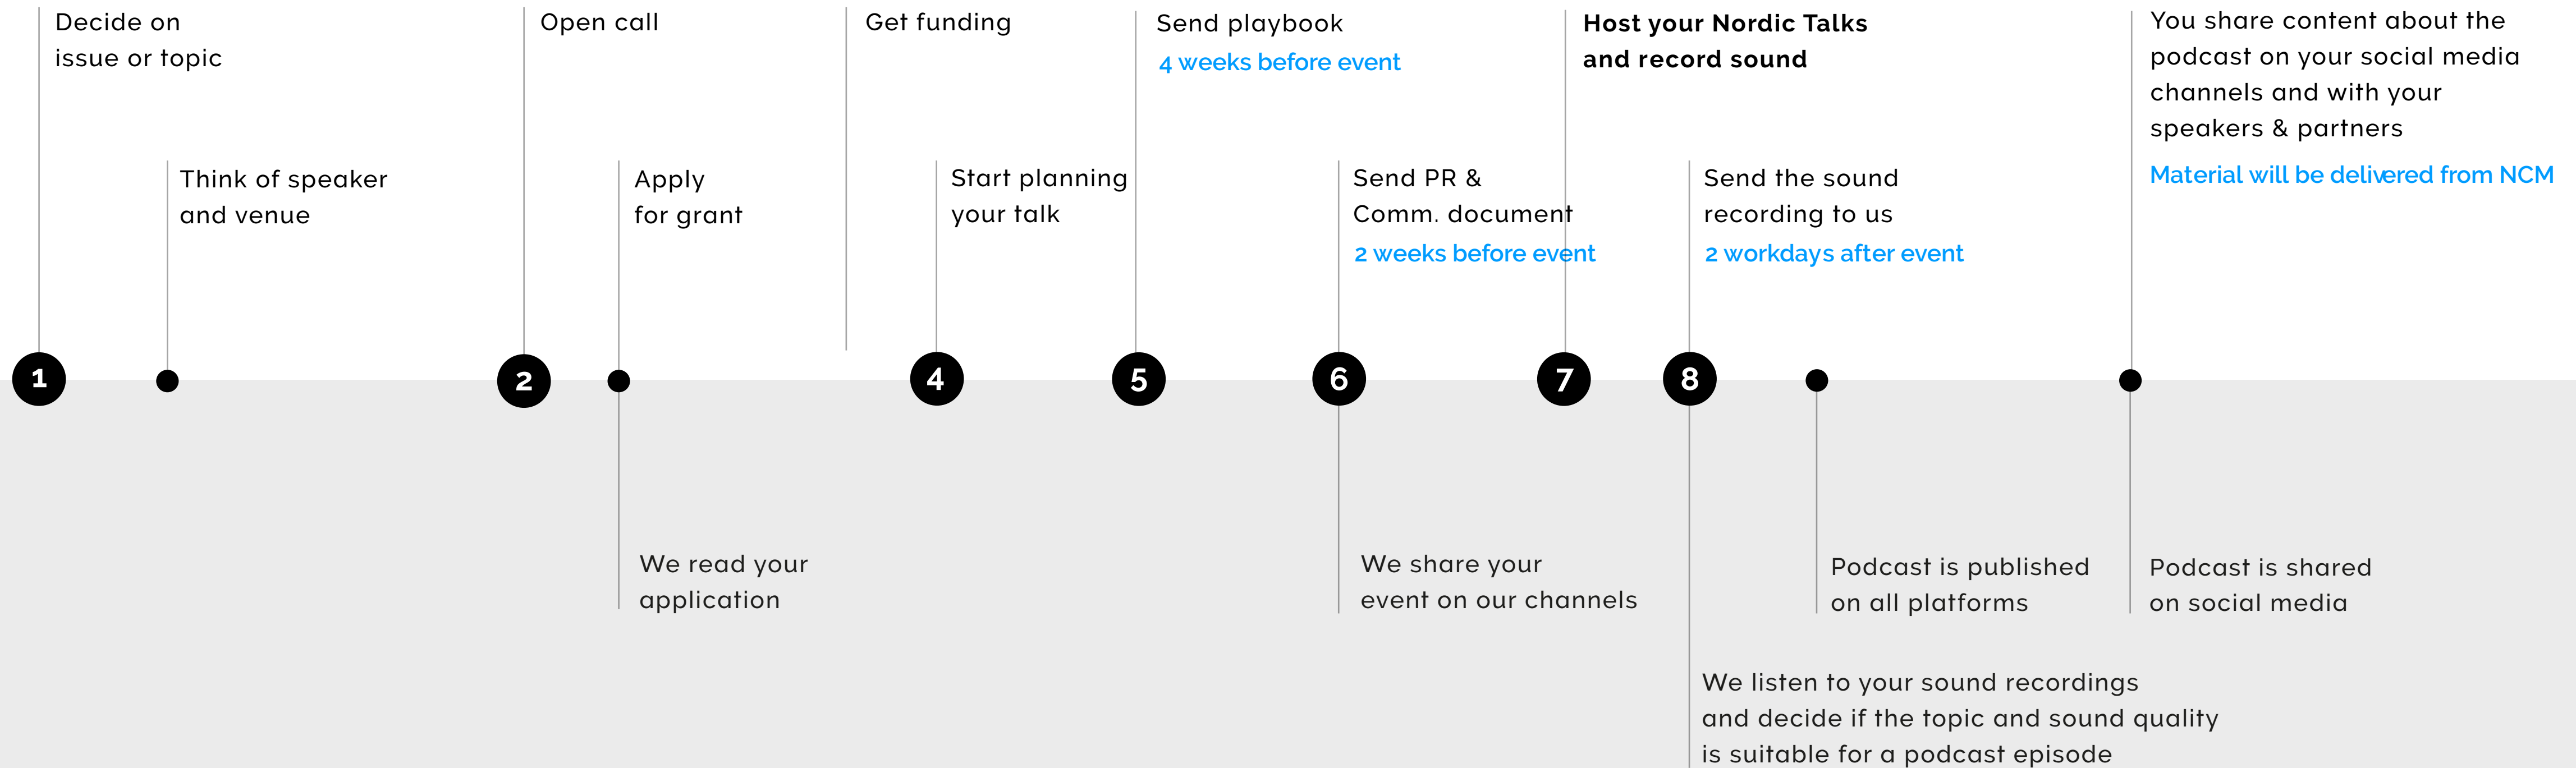 Decide on
issue or topic
Think of speaker
and venue
Open call
Apply
for grant
Get funding
Start planning
your talk
Send playbook
4 weeks before event
Send PR &
Comm. document
2 weeks before event
Host your Nordic Talks
and record sound
Send the sound
recording to us
2 workdays after event
You share content about the
podcast on your social media
channels and with your
speakers & partners
Material will be delivered from NCM
1
2
4
5
6
7
8
We read your
application
We share your
event on our channels
Podcast is published
on all platforms
Podcast is shared
on social media
We listen to your sound recordings
and decide if the topic and sound quality
is suitable for a podcast episode